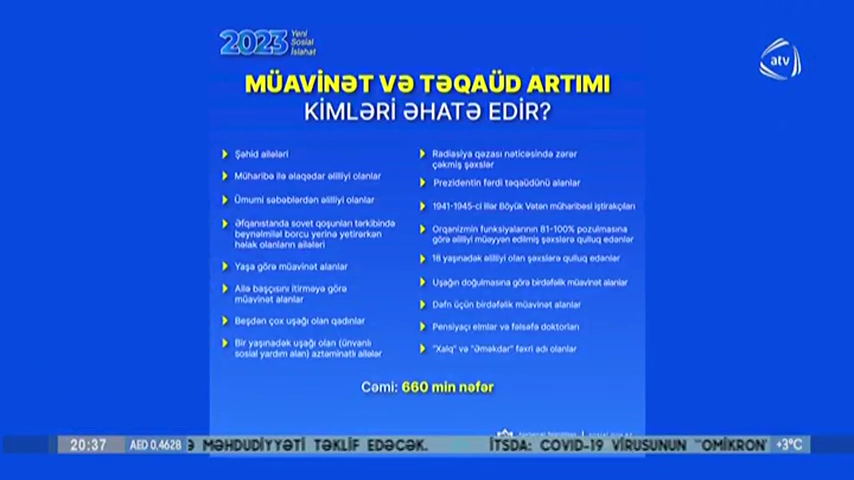 2023 Yeni
Sosial
İslahat
atv
MÜAVİNƏT VƏ TƏQAÜD ARTIMI
KİMLƏRİ ƏHATƏ EDİR?
Şəhid ailələri
Müharibə ilə əlaqədar əlilliyi olanlar
Ümumi səbəblərdən əlilliyi olanlar
Əfqanıstanda sovet qoşunları tərkibində
beynəlmiləl borcu yerinə yetirərkən
həlak olanların ailələri
Yaşa görə müavinət alanlar
Ailə başçısını itirməyə görə
müavinət alanlar
Beşdən çox uşağı olan qadınlar
Bir yaşınadək uşağı olan (ünvanlı
sosial yardım alan) aztəminatlı ailələr
Radiasiya qəzası nəticəsində zərər
çəkmiş şəxslər
Prezidentin fərdi təqaüdünü alanlar
1941-1945-ci illər Böyük Vətən müharibəsi iştirakçıları
Orqanizmin funksiyalarının 81-100% pozulmasına
görə əlilliyi müəyyən edilmiş şəxslərə qulluq edənlər
18 yaşınadək əlilliyi olan şəxslərə qulluq edənlər
Uşağın doğulmasına görə birdəfəlik müavinət alanlar
Dəfn üçün birdəfəlik müavinət alanlar
Pensiyaçı elmlər və fəlsəfə doktorları
"Xalq" və "Əməkdar" fəxri adı olanlar
Cəmi: 660 min nəfər
20:37 AED 0,4628 Ə MƏHDUDİYYƏTİ TƏKLİF EDƏCƏK. İTSDA: COVID-19 VİRUSUNUN "OMIKRON" +3°C